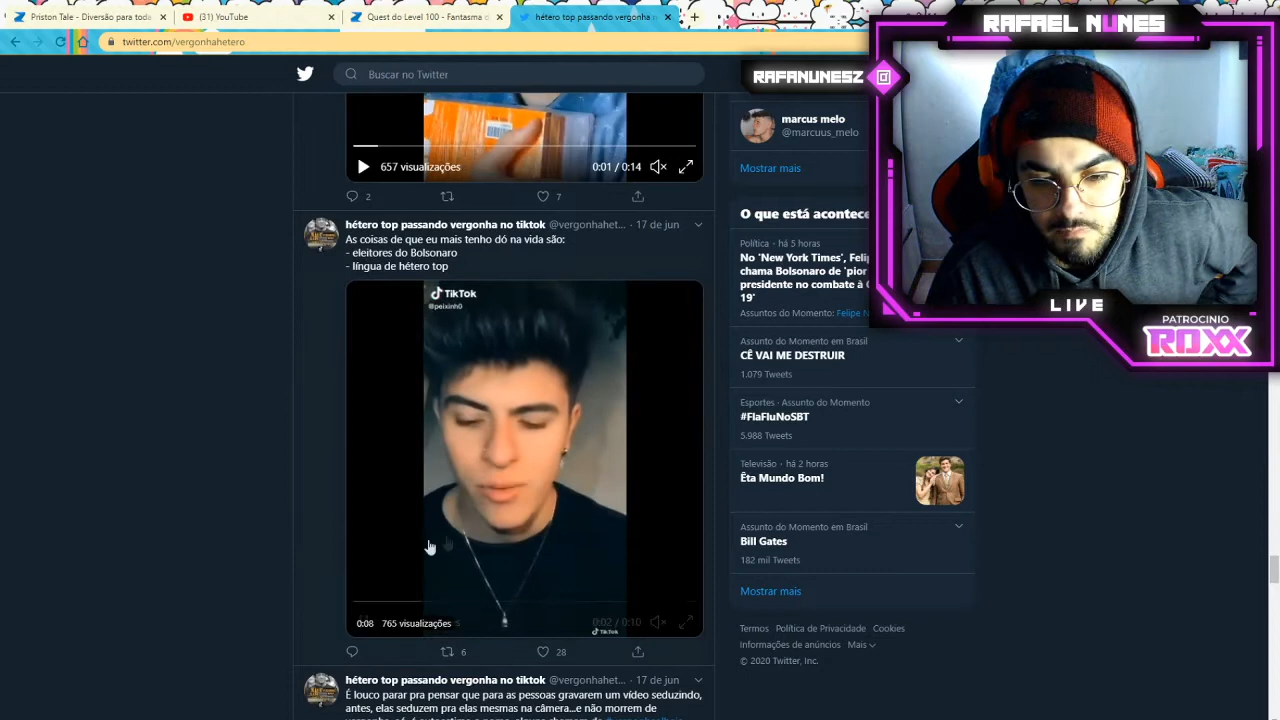 Priston Tale - Diversão para toda
(31) YouTube
Quest do Level 100 - Fantasma d
hétero top passando vergonha n
twitter.com/vergonhahetero
Buscar no Twitter
657 visualizações
0:01 / 0:14
2
7
hétero top passando vergonha no tiktok @vergonhahet... · 17 de jun
As coisas de que eu mais tenho dó na vida são:
- eleitores do Bolsonaro
- língua de hétero top
TikTok
@peixinh0
0:08 765 visualizações
0:02 / 0:10
TikTok
6
28
hétero top passando vergonha no tiktok @vergonhahet... · 17 de jun
É louco parar pra pensar que para as pessoas gravarem um vídeo seduzindo,
antes, elas seduzem pra elas mesmas na câmera...e não morrem de
marcus melo
@marcuus_melo
Mostrar mais
O que está acontece
Política · há 5 horas
No 'New York Times', Felip
chama Bolsonaro de 'pior
presidente no combate à C
19'
Assuntos do Momento: Felipe N
Assunto do Momento em Brasil
CÊ VAI ME DESTRUIR
1.079 Tweets
Esportes · Assunto do Momento
#FlaFluNoSBT
5.988 Tweets
Televisão · há 2 horas
Êta Mundo Bom!
Assunto do Momento em Brasil
Bill Gates
182 mil Tweets
Mostrar mais
Termos Política de Privacidade Cookies
Informações de anúncios Mais
© 2020 Twitter, Inc.
RAFAEL NUNES
RAFANUNESZ
LIVE
PATROCINIO
ROXX